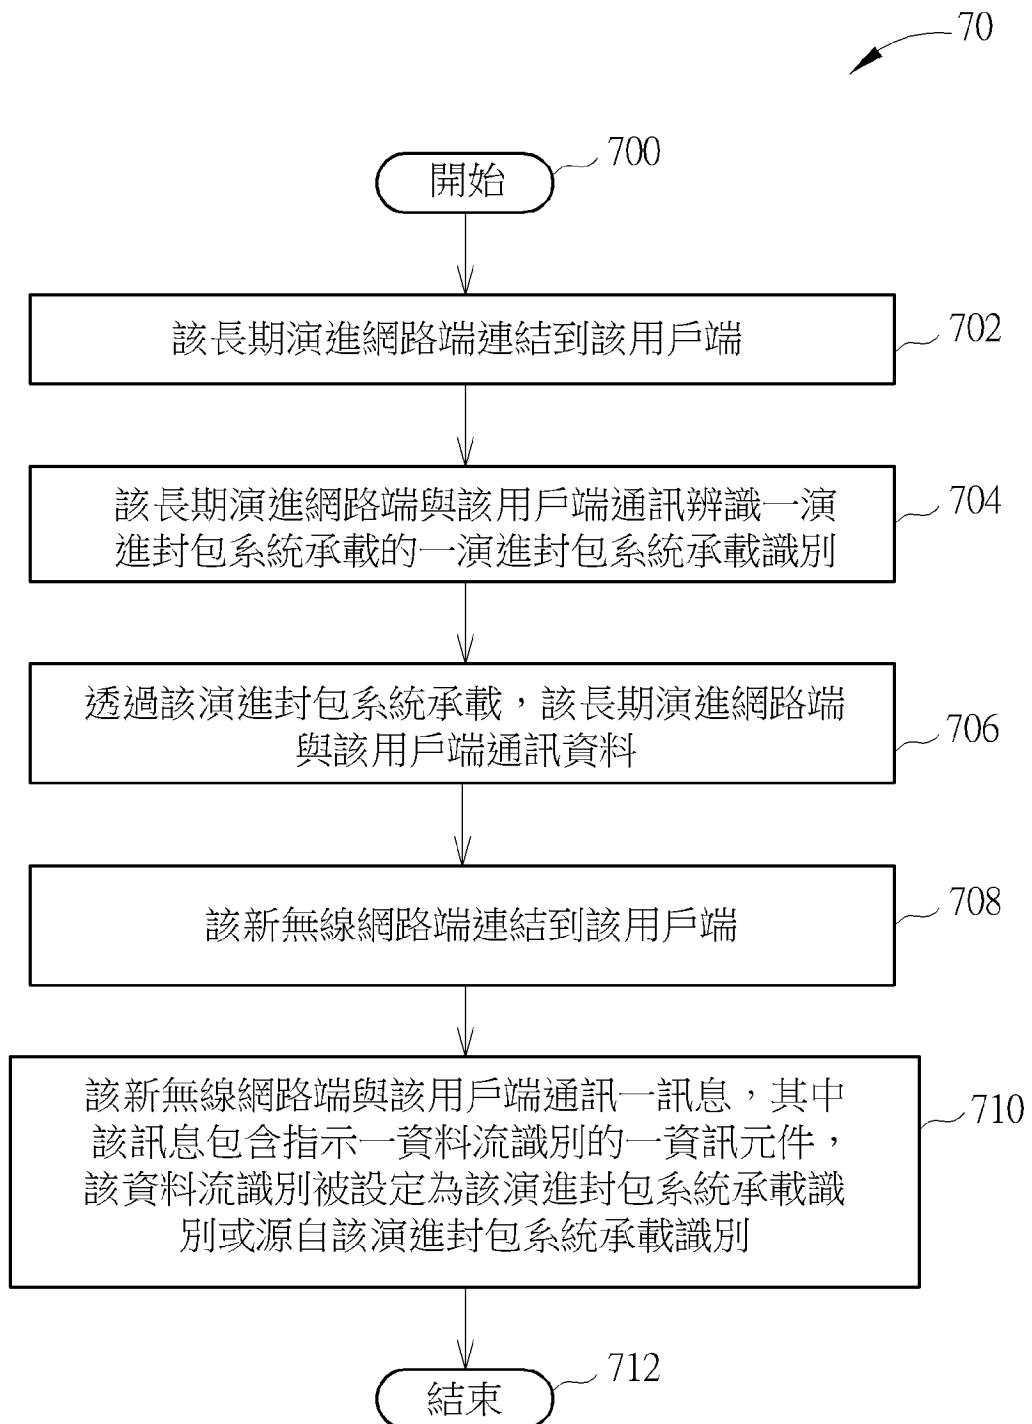 70
700
開始
702
該長期演進網路端連結到該用戶端
704
該長期演進網路端與該用戶端通訊辨識一演
進封包系統承載的一演進封包系統承載識別
透過該演進封包系統承載，該長期演進網路端
與該用戶端通訊資料
706
708
該新無線網路端連結到該用戶端
該新無線網路端與該用戶端通訊一訊息，其中
該訊息包含指示一資料流識別的一資訊元件，
該資料流識別被設定為該演進封包系統承載識
別或源自該演進封包系統承載識別
710
712
結束